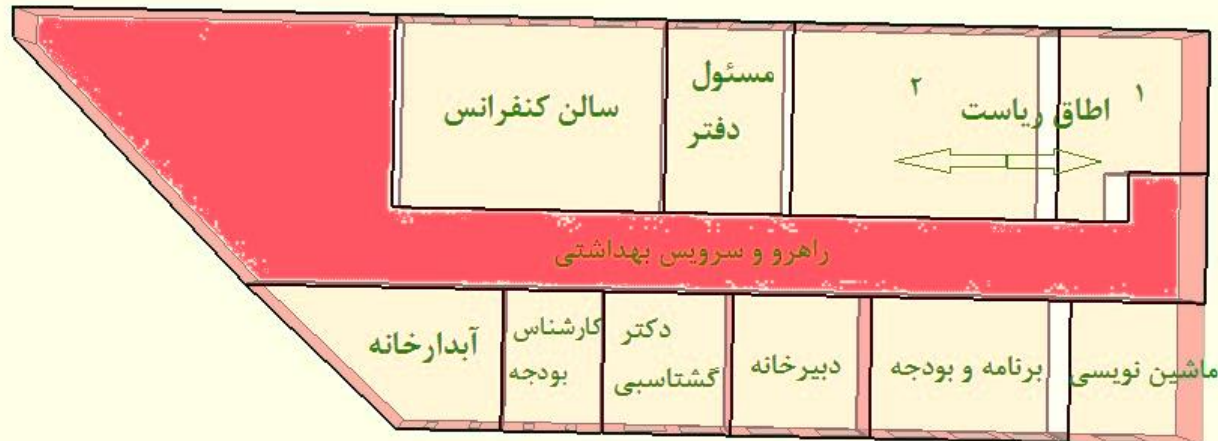 ۱
۲
اطاق ریاست
مسئول
دفتر
سالن کنفرانس
راهرو و سرویس بهداشتی
ماشین نویسی
برنامه و بودجه
دبیرخانه
دکتر
گشتاسبی
کارشناس
بودجه
آبدارخانه